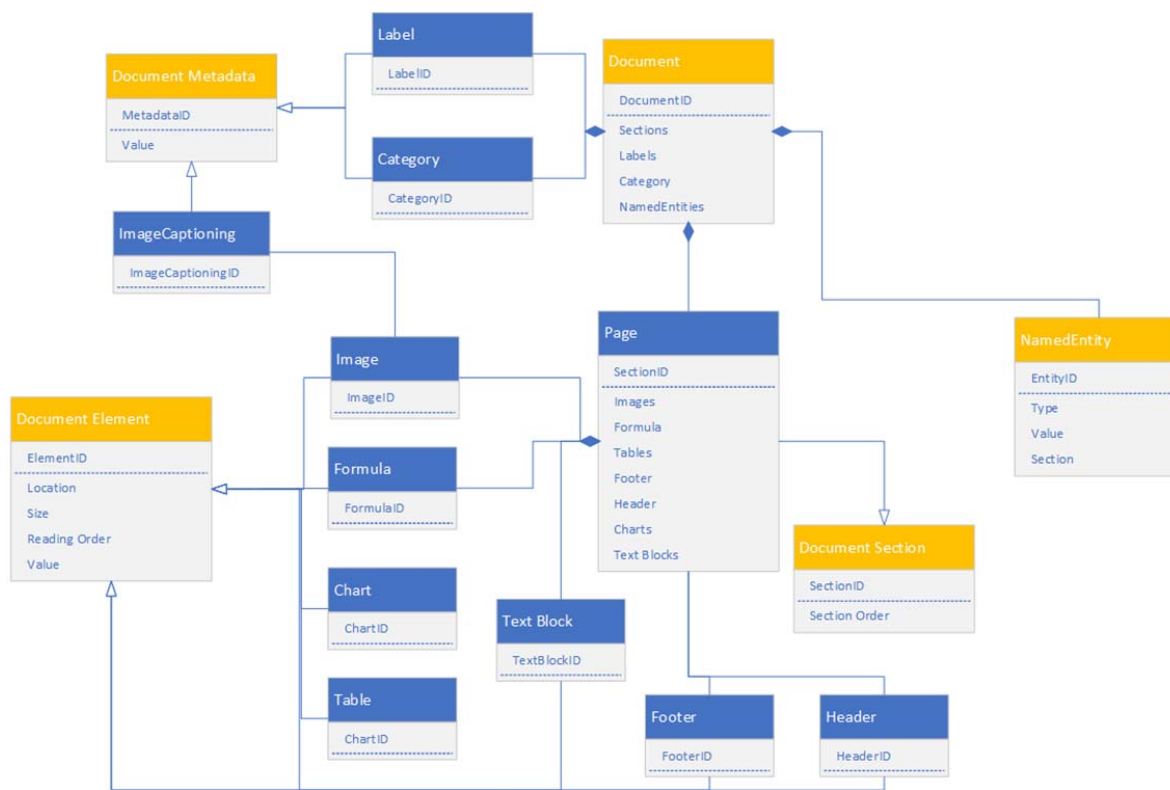 Label
LabelID
Document Metadata
MetadataID
Value
Category
CategoryID
Document
DocumentID
Sections
Labels
Category
NamedEntities
ImageCaptioning
ImageCaptioningID
Image
ImageID
Page
SectionID
Images
Formula
Tables
Footer
Header
Charts
Text Blocks
NamedEntity
EntityID
Type
Value
Section
Document Element
ElementID
Location
Size
Reading Order
Value
Formula
FormulaID
Document Section
SectionID
Section Order
Chart
ChartID
Text Block
TextBlockID
Table
ChartID
Footer
FooterID
Header
HeaderID